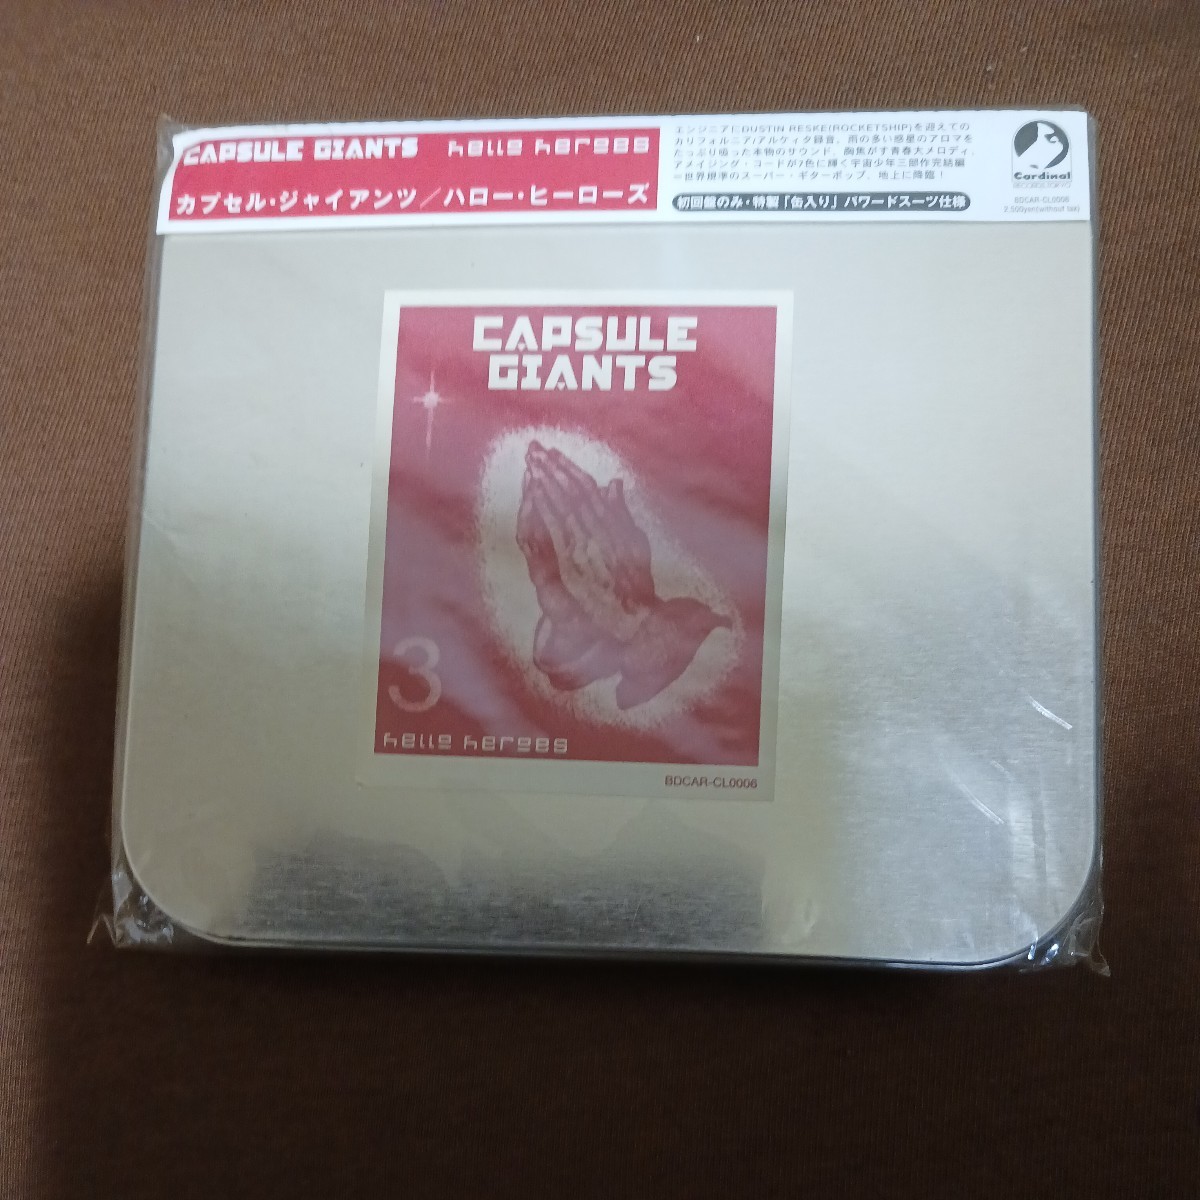 CAPSULE GIANTS hello heroes
カプセル・ジャイアンツ／ハロー・ヒーローズ
エンジニアにDUSTIN RESKE(ROCKETSHIP)を迎えての
カリフォルニア/アルケィタ録音。雨の多い惑星のアロマを
たっぷり吸った本物のサウンド、胸焦がす青春大メロディ、
アメイジング・コードが7色に輝く宇宙少年三部作完結編
=世界標準のスーパー・ギターポップ、地上に降臨!
初回盤のみ・特製「缶入り」パワードスーツ仕様
Cardinal
RECORDS TOKYO
BDCAR-CL0006
2,500yen(without tax)
CAPSULE
GIANTS
3
hello heroes
BDCAR-CL0006